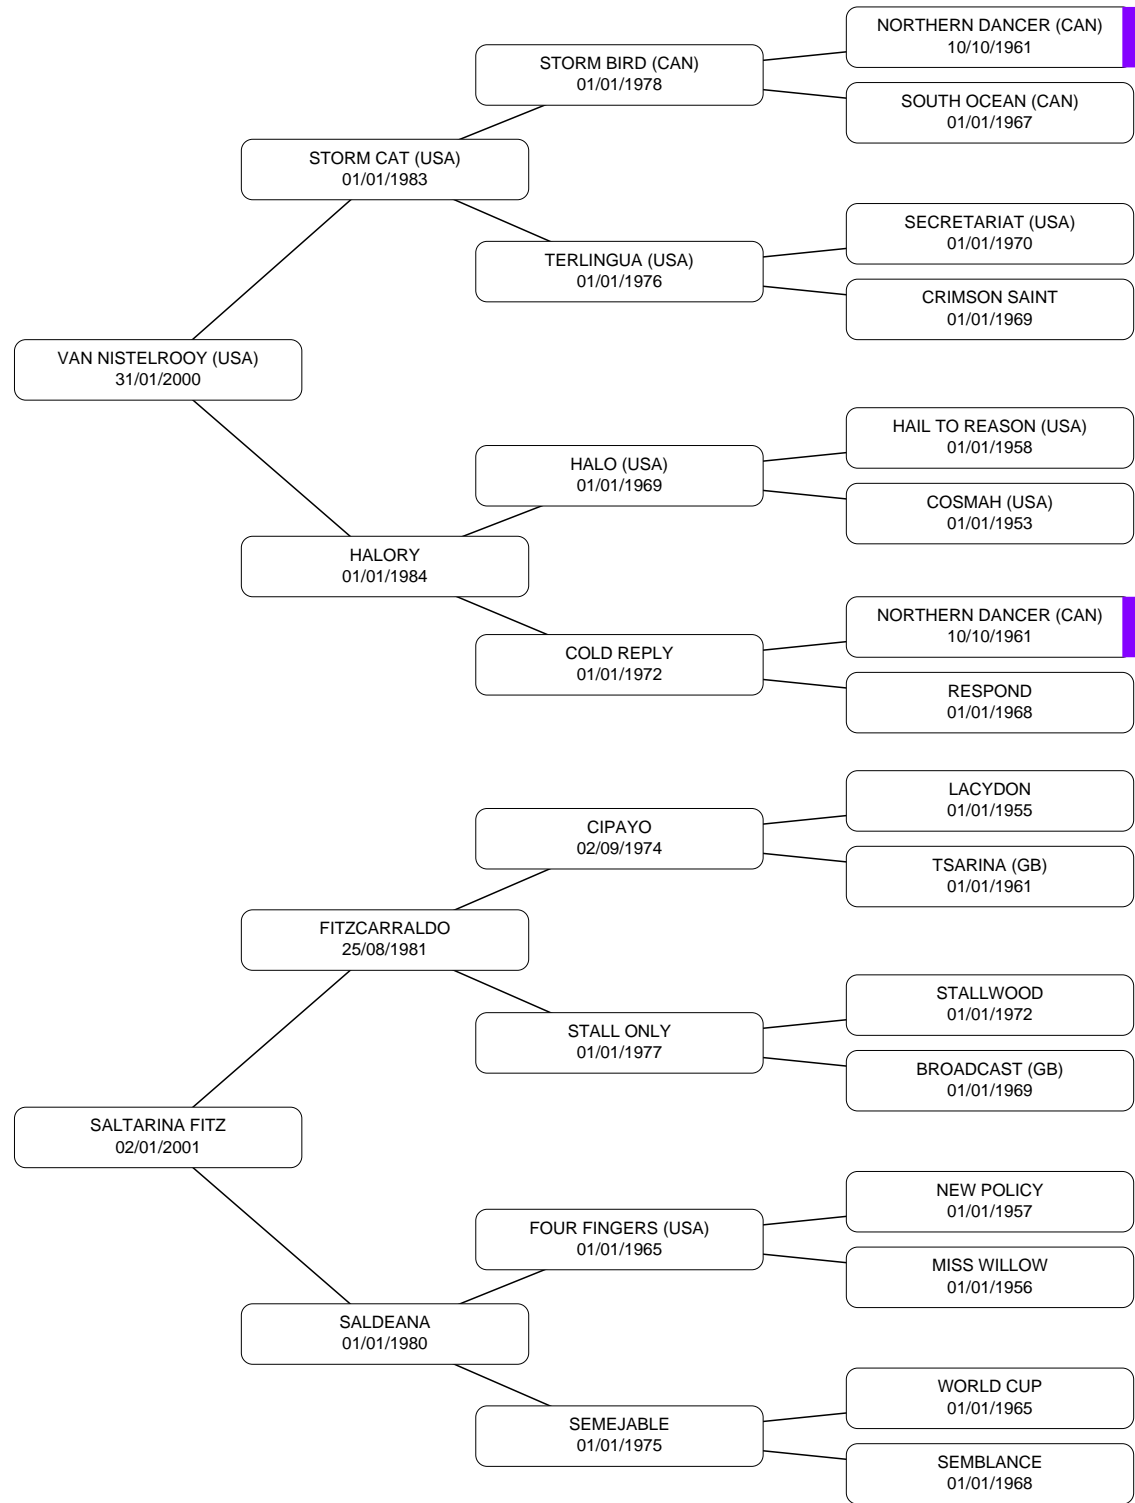 NORTHERN DANCER (CAN)
10/10/1961
STORM BIRD (CAN)
01/01/1978
SOUTH OCEAN (CAN)
01/01/1967
STORM CAT (USA)
01/01/1983
SECRETARIAT (USA)
01/01/1970
TERLINGUA (USA)
01/01/1976
CRIMSON SAINT
01/01/1969
VAN NISTELROOY (USA)
31/01/2000
HAIL TO REASON (USA)
01/01/1958
HALO (USA)
01/01/1969
COSMAH (USA)
01/01/1953
HALORY
01/01/1984
NORTHERN DANCER (CAN)
10/10/1961
COLD REPLY
01/01/1972
RESPOND
01/01/1968
LACYDON
01/01/1955
CIPAYO
02/09/1974
TSARINA (GB)
01/01/1961
FITZCARRALDO
25/08/1981
STALLWOOD
01/01/1972
STALL ONLY
01/01/1977
BROADCAST (GB)
01/01/1969
SALTARINA FITZ
02/01/2001
NEW POLICY
01/01/1957
FOUR FINGERS (USA)
01/01/1965
MISS WILLOW
01/01/1956
SALDEANA
01/01/1980
WORLD CUP
01/01/1965
SEMEJABLE
01/01/1975
SEMBLANCE
01/01/1968